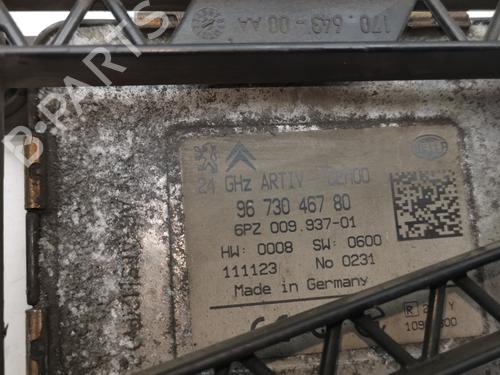 170.643-00 AA
24 GHz ARTIV-
96 730 467 80
6PZ 009.937-01
HW: 0008 SW: 0600
111123 No 0231
Made in Germany
HELLA
B-PARTS